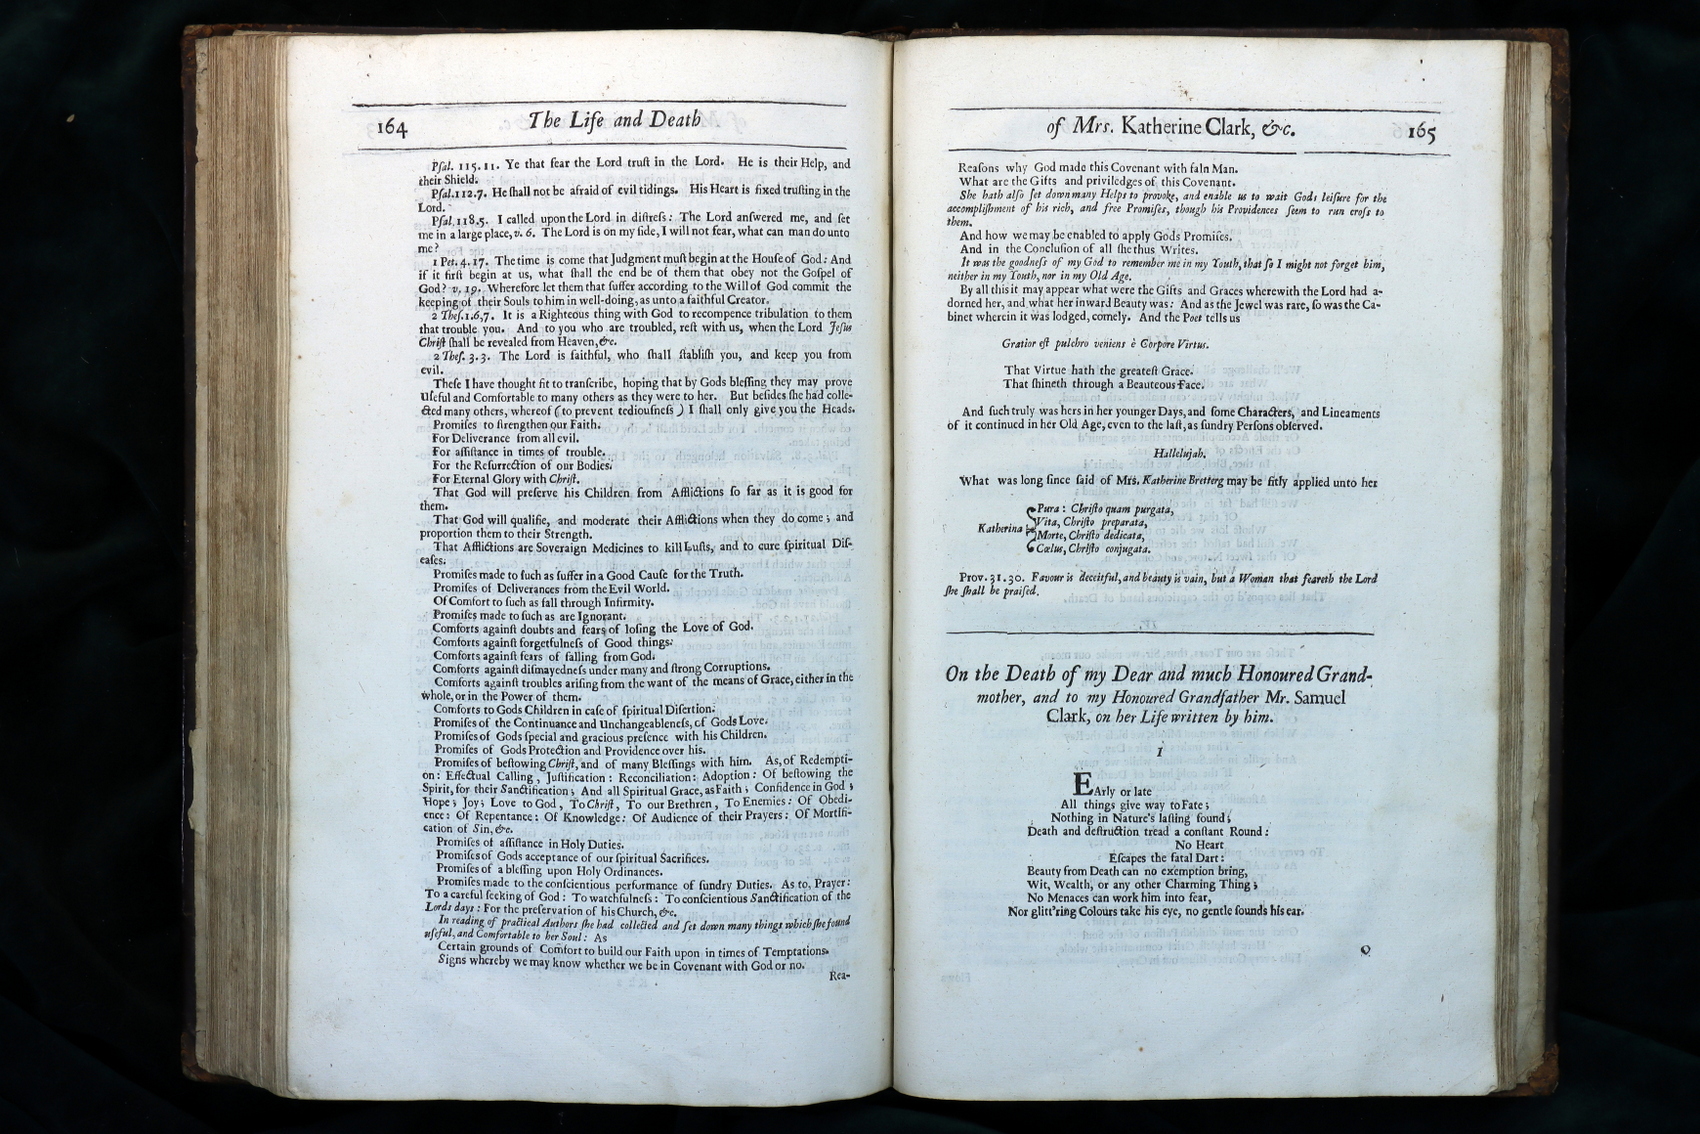 164
The Life and Death
Pſal. 115.11. Ye that fear the Lord truſt in the Lord. He is their Help, and
their Shield.
Pſal. 112.7. He ſhall not be afraid of evil tidings. His Heart is fixed truſting in the
Lord.
Pſal. 118.5. I called upon the Lord in diſtreſs: The Lord anſwered me, and ſet
me in a large place, v. 6. The Lord is on my ſide, I will not fear, what can man do unto
me?
1 Pet. 4.17. The time is come that Judgment muſt begin at the Houſe of God: And
if it firſt begin at us, what ſhall the end be of them that obey not the Goſpel of
God? v. 19. Wherefore let them that ſuffer according to the Will of God commit the
keeping of their Souls to him in well-doing, as unto a faithful Creator.
2 Theſ. 1.6,7. It is a Righteous thing with God to recompence tribulation to them
that trouble you. And to you who are troubled, reſt with us, when the Lord Jeſus
Chriſt ſhall be revealed from Heaven, &c.
2 Theſ. 3.3. The Lord is faithful, who ſhall ſtabliſh you, and keep you from
evil.
Theſe I have thought fit to tranſcribe, hoping that by Gods bleſſing they may prove
Uſeful and Comfortable to many others as they were to her. But beſides ſhe had colle-
cted many others, whereof (to prevent tediouſneſs) I ſhall only give you the Heads.
Promiſes to ſtrengthen our Faith.
For Deliverance from all evil.
For aſſiſtance in times of trouble.
For the Reſurrection of our Bodies.
For Eternal Glory with Chriſt.
That God will preſerve his Children from Afflictions ſo far as it is good for
them.
That God will qualifie, and moderate their Afflictions when they do come; and
proportion them to their Strength.
That Afflictions are Soveraign Medicines to kill Luſts, and to cure ſpiritual Diſ-
eaſes.
Promiſes made to ſuch as ſuffer in a Good Cauſe for the Truth.
Promiſes of Deliverances from the Evil World.
Of Comfort to ſuch as fall through Infirmity.
Promiſes made to ſuch as are Ignorant.
Comforts againſt doubts and fears of loſing the Love of God.
Comforts againſt forgetfulneſs of Good things.
Comforts againſt fears of falling from God.
Comforts againſt diſmayedneſs under many and ſtrong Corruptions.
Comforts againſt troubles ariſing from the want of the means of Grace, either in the
whole, or in the Power of them.
Comforts to Gods Children in caſe of ſpiritual Diſertion.
Promiſes of the Continuance and Unchangeableneſs, of Gods Love.
Promiſes of Gods ſpecial and gracious preſence with his Children.
Promiſes of Gods Protection and Providence over his.
Promiſes of beſtowing Chriſt, and of many Bleſſings with him. As, of Redempti-
on: Effectual Calling, Juſtification: Reconciliation: Adoption: Of beſtowing the
Spirit, for their Sanctification; And all Spiritual Grace, as Faith; Confidence in God;
Hope; Joy; Love to God, To Chriſt, To our Brethren, To Enemies: Of Obedi-
ence: Of Repentance: Of Knowledge: Of Audience of their Prayers: Of Mortifi-
cation of Sin, &c.
Promiſes of aſſiſtance in Holy Duties.
Promiſes of Gods acceptance of our ſpiritual Sacrifices.
Promiſes of a bleſſing upon Holy Ordinances.
Promiſes made to the conſcientious performance of ſundry Duties. As to, Prayer:
To a careful ſeeking of God: To watchfulneſs: To conſcientious Sanctification of the
Lords days: For the preſervation of his Church, &c.
In reading of practical Authors ſhe had collected and ſet down many things which ſhe found
uſeful, and Comfortable to her Soul: As
Certain grounds of Comfort to build our Faith upon in times of Temptations.
Signs whereby we may know whether we be in Covenant with God or no.
Rea-
of Mrs. Katherine Clark, &c.
165
Reaſons why God made this Covenant with faln Man.
What are the Gifts and priviledges of this Covenant.
She hath alſo ſet down many Helps to provoke, and enable us to wait Gods leiſure for the
accompliſhment of his rich, and free Promiſes, though his Providences ſeem to run croſs to
them.
And how we may be enabled to apply Gods Promiſes.
And in the Concluſion of all ſhe thus Writes.
It was the goodneſs of my God to remember me in my Youth, that ſo I might not forget him,
neither in my Youth, nor in my Old Age.
By all this it may appear what were the Gifts and Graces wherewith the Lord had a-
dorned her, and what her inward Beauty was: And as the Jewel was rare, ſo was the Ca-
binet wherein it was lodged, comely. And the Poet tells us
Gratior eſt pulchro veniens è Corpore Virtus.
That Virtue hath the greateſt Grace.
That ſhineth through a Beauteous Face.
And ſuch truly was hers in her younger Days, and ſome Characters, and Lineaments
of it continued in her Old Age, even to the laſt, as ſundry Perſons obſerved.
Hallelujah.
What was long ſince ſaid of Mrs. Katherine Bretterg may be fitly applied unto her
Pura: Chriſto quam purgata,
Katherina Vita, Chriſto preparata,
Morte, Chriſto dedicata,
Cœlus, Chriſto conjugata.
Prov. 31.30. Favour is deceitful, and beauty is vain, but a Woman that feareth the Lord
ſhe ſhall be praiſed.
On the Death of my Dear and much Honoured Grand-
mother, and to my Honoured Grandfather Mr. Samuel
Clark, on her Life written by him.
I
EArly or late
All things give way to Fate;
Nothing in Nature's laſting found;
Death and deſtruction tread a conſtant Round:
No Heart
Eſcapes the fatal Dart:
Beauty from Death can no exemption bring,
Wit, Wealth, or any other Charming Thing;
No Menaces can work him into fear,
Nor glitt'ring Colours take his eye, no gentle ſounds his ear.
O